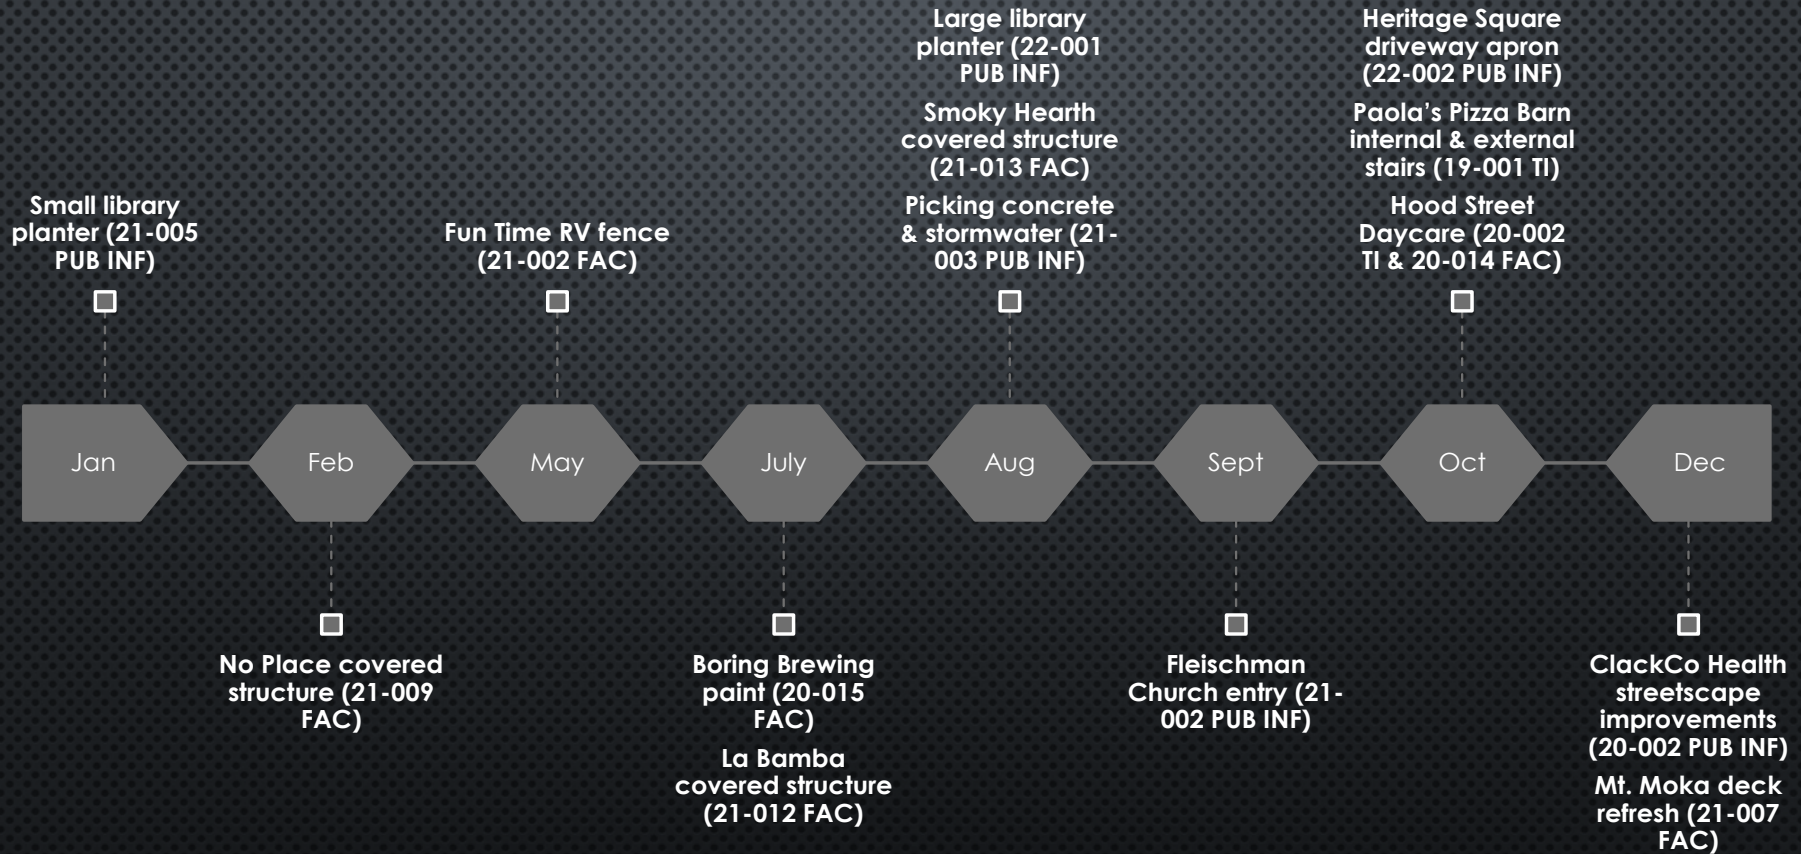 Large library
planter (22-001
PUB INF)
Smoky Hearth
covered structure
(21-013 FAC)
Picking concrete
& stormwater (21-
003 PUB INF)
Heritage Square
driveway apron
(22-002 PUB INF)
Paola’s Pizza Barn
internal & external
stairs (19-001 TI)
Hood Street
Daycare (20-002
TI & 20-014 FAC)
Small library
planter (21-005
PUB INF)
Fun Time RV fence
(21-002 FAC)
Jan
Feb
May
July
Aug
Sept
Oct
Dec
No Place covered
structure (21-009
FAC)
Boring Brewing
paint (20-015
FAC)
La Bamba
covered structure
(21-012 FAC)
Fleischman
Church entry (21-
002 PUB INF)
ClackCo Health
streetscape
improvements
(20-002 PUB INF)
Mt. Moka deck
refresh (21-007
FAC)